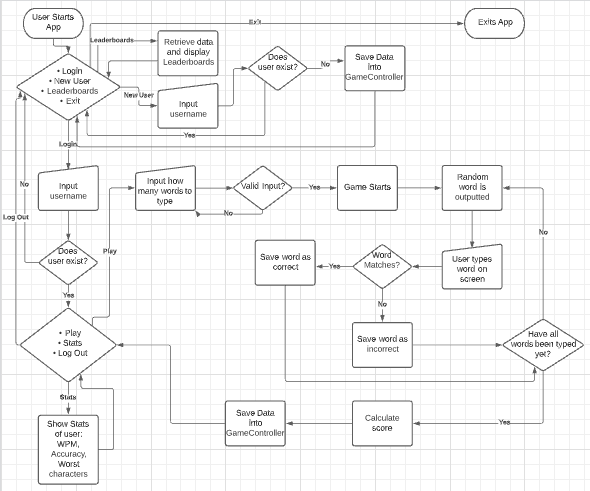 User Starts
App
Exit
Exits App
Leaderboards
Retrieve data
and display
Leaderboards
Does
user exist?
No
Save Data
into
GameController
• Login
• New User
• Leaderboards
• Exit
New User
Input
username
Yes
Login
Input
username
No
Log Out
Does
user exist?
Yes
Play
Input how
many words to
type
Valid Input?
Yes
No
Game Starts
Random
word is
outputted
No
User types
word on
screen
Word
Matches?
Yes
Save word as
correct
No
Save word as
incorrect
Have all
words been typed
yet?
• Play
• Stats
• Log Out
Stats
Show Stats
of user:
WPM,
Accuracy,
Worst
characters
Save Data
into
GameController
Calculate
score
Yes